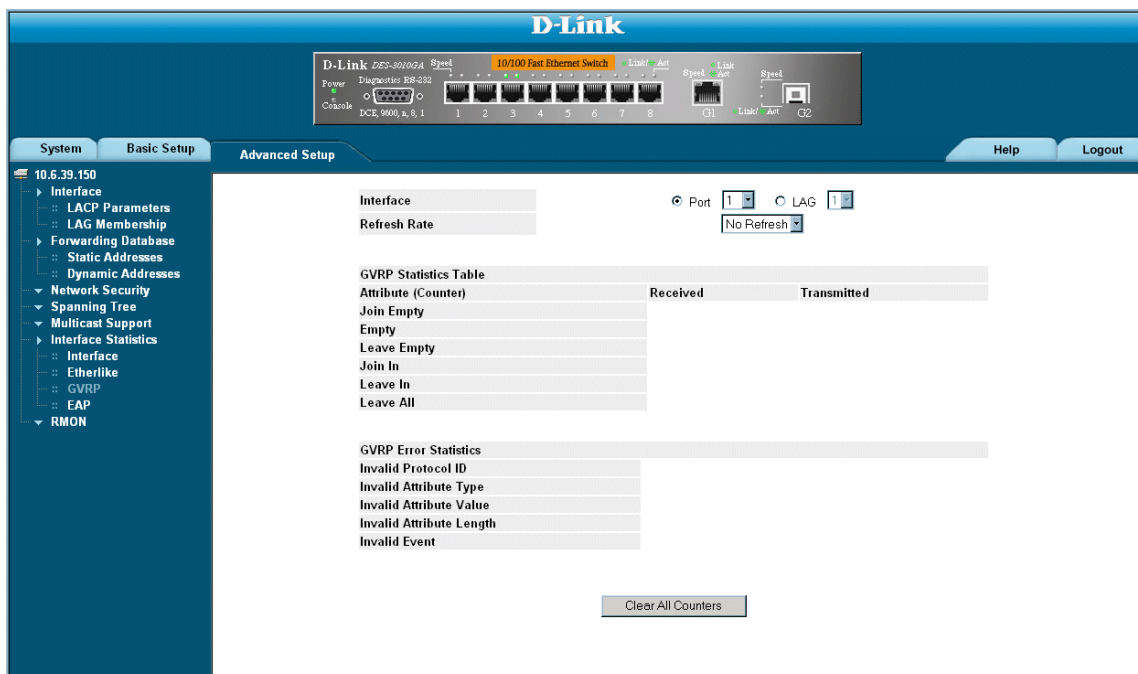 D-Link
D-Link DES-3010GA Speed 10/100 Fast Ethernet Switch Link/ Act
Power Diagnostics RS-232
Console
DCE, 9600, n, 8, 1
1 2 3 4 5 6 7 8
Speed Link
Act
G1
Speed
Link/ Act G2
System Basic Setup Advanced Setup Help Logout
10.6.39.150
Interface
LACP Parameters
LAG Membership
Forwarding Database
Static Addresses
Dynamic Addresses
Network Security
Spanning Tree
Multicast Support
Interface Statistics
Interface
Etherlike
GVRP
EAP
RMON
Interface Port 1 LAG 1
Refresh Rate No Refresh
GVRP Statistics Table
Attribute (Counter) Received Transmitted
Join Empty
Empty
Leave Empty
Join In
Leave In
Leave All
GVRP Error Statistics
Invalid Protocol ID
Invalid Attribute Type
Invalid Attribute Value
Invalid Attribute Length
Invalid Event
Clear All Counters